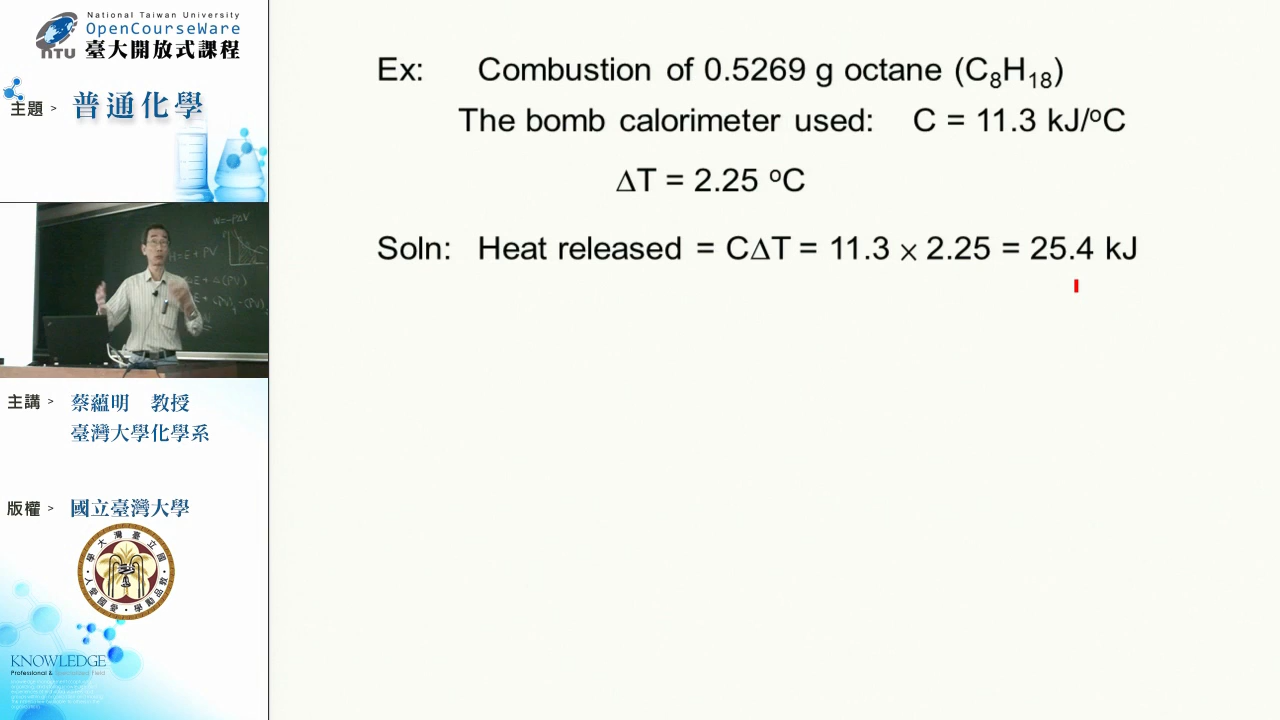 National Taiwan University
OpenCourseWare
NTU 臺大開放式課程
主題 > 普通化學
Ex: Combustion of 0.5269 g octane (C₈H₁₈)
The bomb calorimeter used: C = 11.3 kJ/ºC
ΔT = 2.25 ºC
Soln: Heat released = CΔT = 11.3 × 2.25 = 25.4 kJ
主講 > 蔡蘊明 教授
臺灣大學化學系
版權 > 國立臺灣大學
KNOWLEDGE